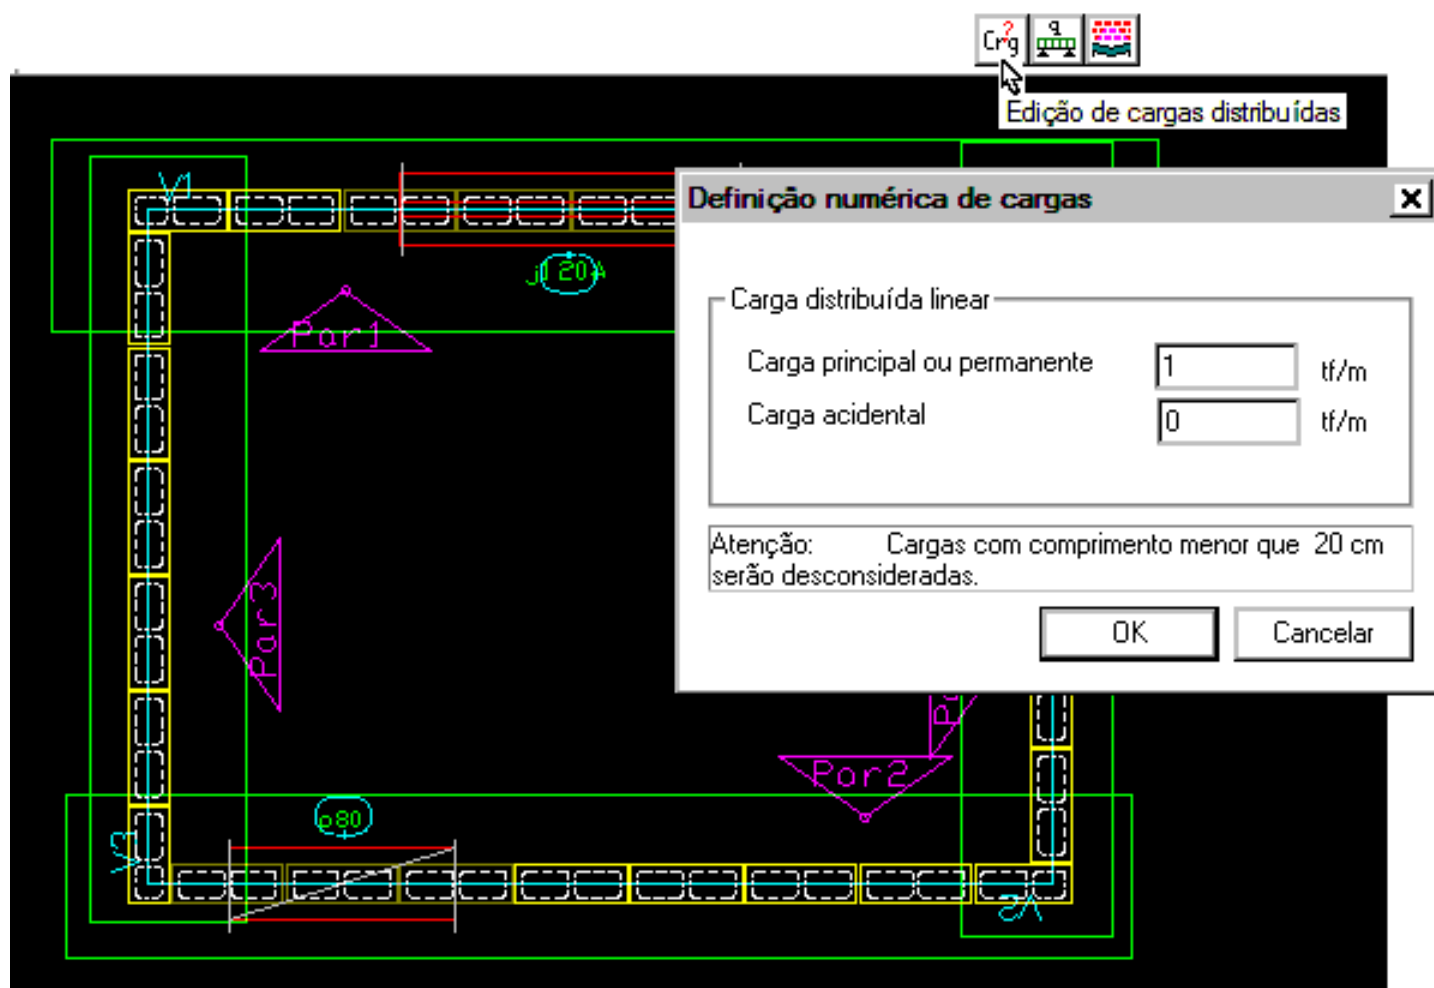 Crg ?
q
Edição de cargas distribuídas
V1
Definição numérica de cargas
j120A
Carga distribuída linear
Par1
Carga principal ou permanente 1 tf/m
Carga acidental 0 tf/m
Atenção: Cargas com comprimento menor que 20 cm
serão desconsideradas.
Par3
OK Cancelar
Par2
p80
V3
V2